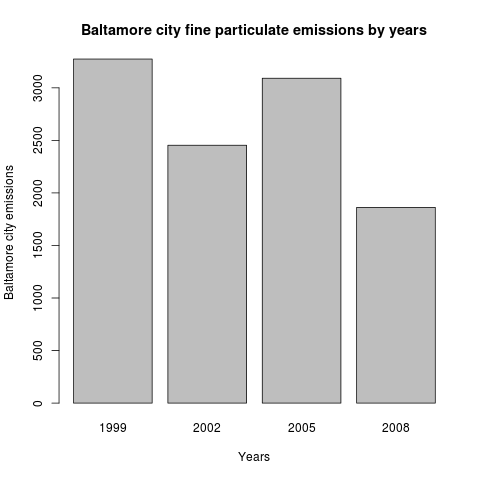 Baltamore city fine particulate emissions by years
Baltamore city emissions
3000
2500
2000
1500
1000
500
0
1999 2002 2005 2008
Years